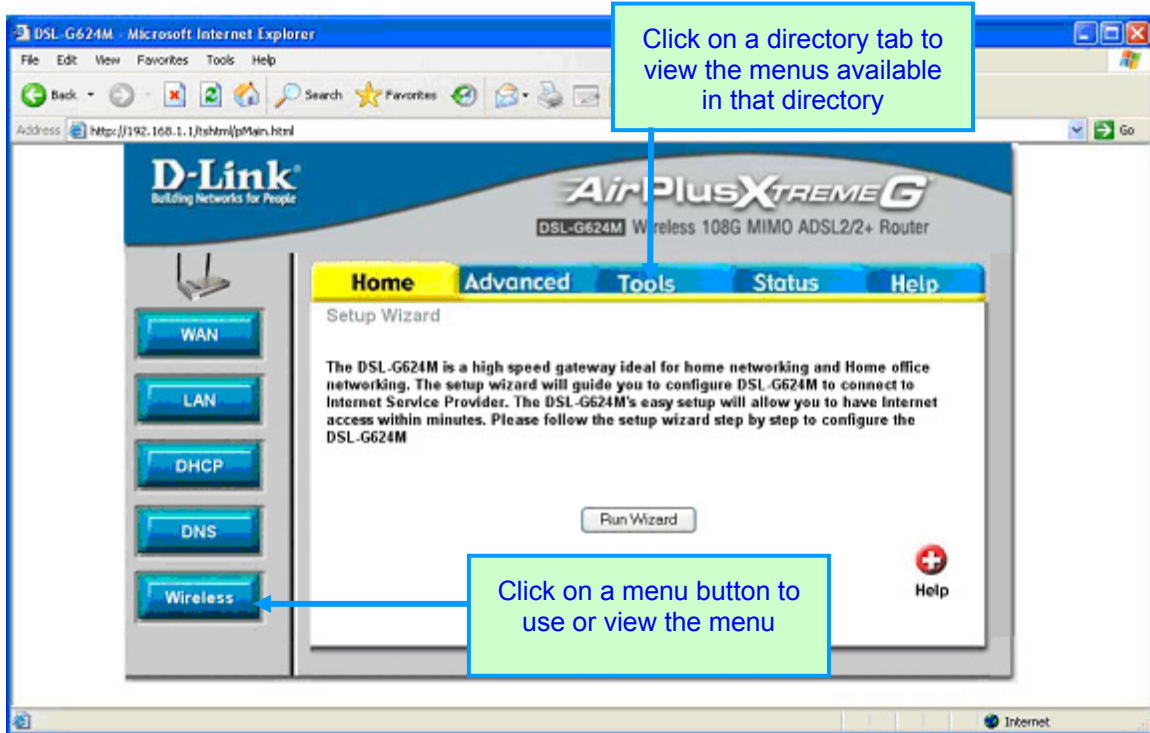 DSL-G624M - Microsoft Internet Explorer
Click on a directory tab to
view the menus available
in that directory
File Edit View Favorites Tools Help
Back Search Favorites
Address http://192.168.1.1/tshtml/pMain.html Go
D-Link
Building Networks for People
AirPlusXTREMEG
DSL-G624M Wireless 108G MIMO ADSL2/2+ Router
Home Advanced Tools Status Help
Setup Wizard
WAN
LAN
DHCP
DNS
Wireless
The DSL-G624M is a high speed gateway ideal for home networking and Home office
networking. The setup wizard will guide you to configure DSL-G624M to connect to
Internet Service Provider. The DSL-G624M's easy setup will allow you to have Internet
access within minutes. Please follow the setup wizard step by step to configure the
DSL-G624M
Run Wizard
Help
Click on a menu button to
use or view the menu
Internet